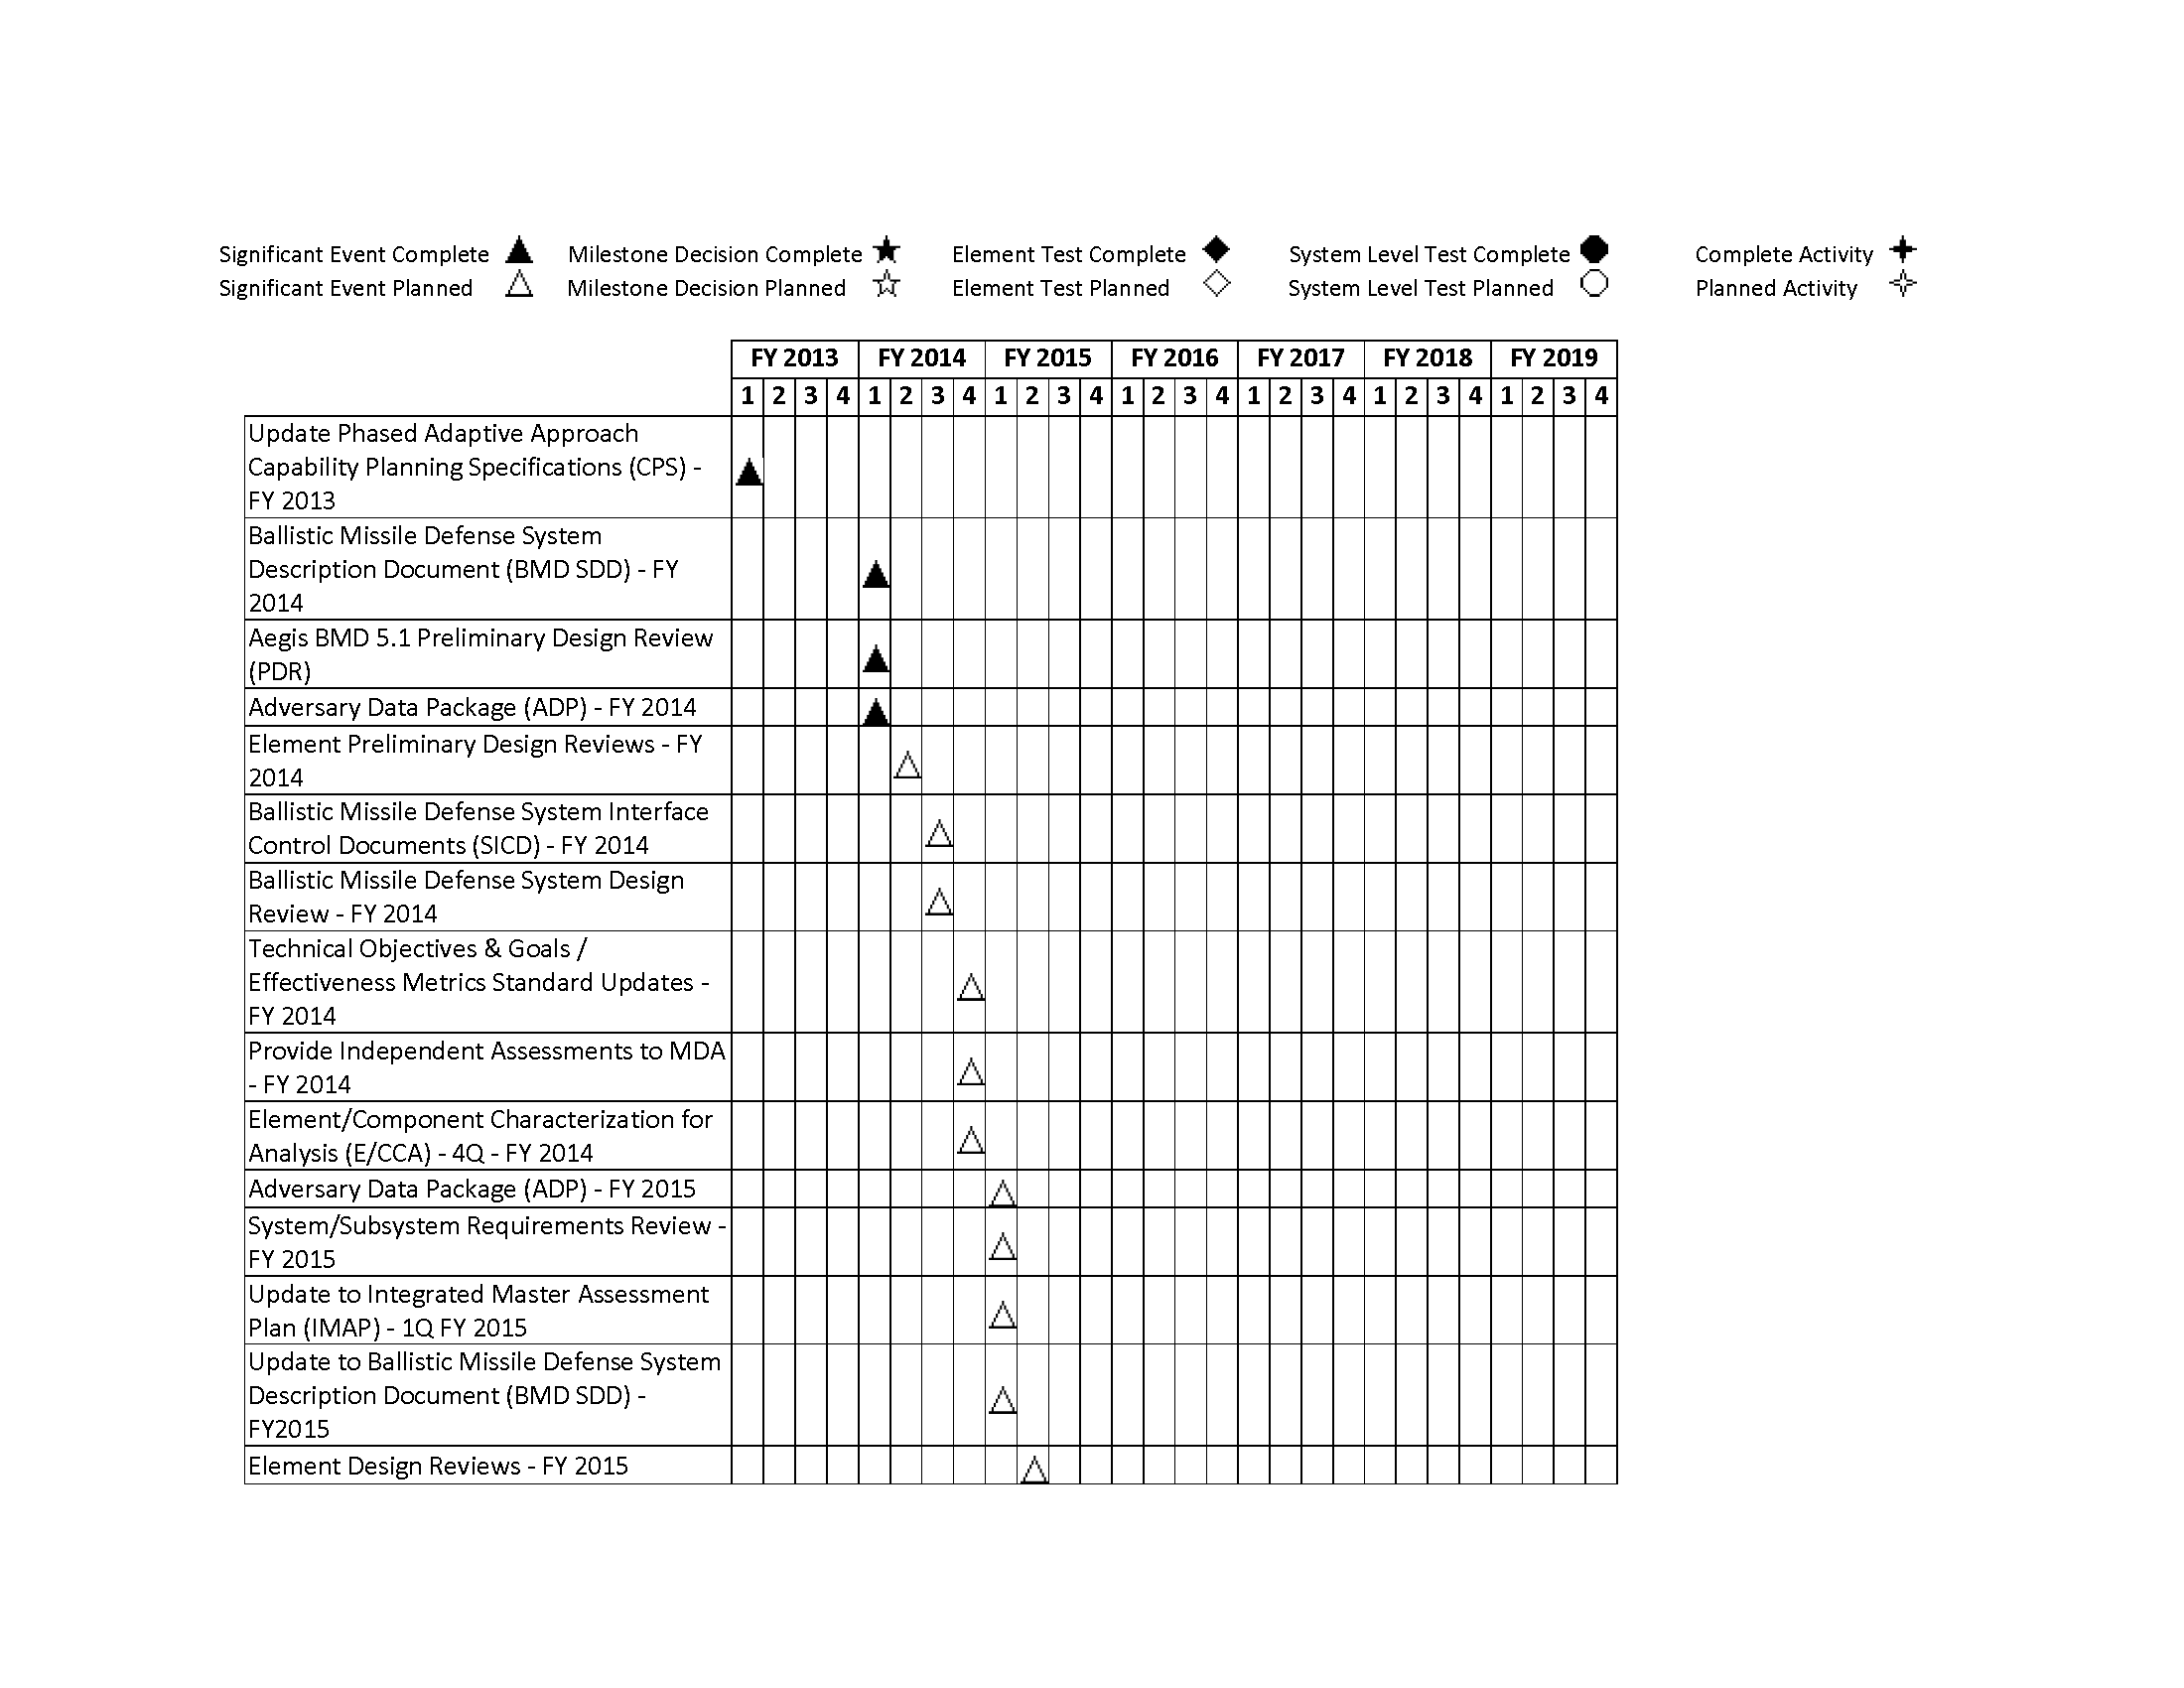 Significant Event Complete Milestone Decision Complete Element Test Complete System Level Test Complete Complete Activity
Significant Event Planned Milestone Decision Planned Element Test Planned System Level Test Planned Planned Activity
FY 2013 FY 2014 FY 2015 FY 2016 FY 2017 FY 2018 FY 2019
1 2 3 4 1 2 3 4 1 2 3 4 1 2 3 4 1 2 3 4 1 2 3 4 1 2 3 4
Update Phased Adaptive Approach
Capability Planning Specifications (CPS) -
FY 2013
Ballistic Missile Defense System
Description Document (BMD SDD) - FY
2014
Aegis BMD 5.1 Preliminary Design Review
(PDR)
Adversary Data Package (ADP) - FY 2014
Element Preliminary Design Reviews - FY
2014
Ballistic Missile Defense System Interface
Control Documents (SICD) - FY 2014
Ballistic Missile Defense System Design
Review - FY 2014
Technical Objectives & Goals /
Effectiveness Metrics Standard Updates -
FY 2014
Provide Independent Assessments to MDA
- FY 2014
Element/Component Characterization for
Analysis (E/CCA) - 4Q - FY 2014
Adversary Data Package (ADP) - FY 2015
System/Subsystem Requirements Review -
FY 2015
Update to Integrated Master Assessment
Plan (IMAP) - 1Q FY 2015
Update to Ballistic Missile Defense System
Description Document (BMD SDD) -
FY2015
Element Design Reviews - FY 2015